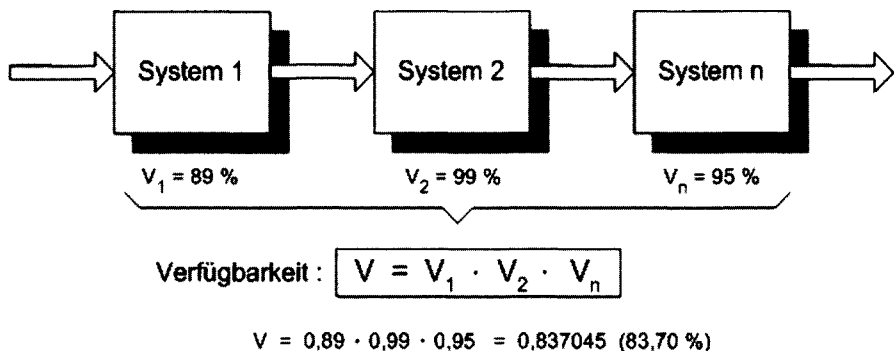 System 1 System 2 System n
V₁ = 89 % V₂ = 99 % Vₙ = 95 %
Verfügbarkeit : V = V₁ · V₂ · Vₙ
V = 0,89 · 0,99 · 0,95 = 0,837045 (83,70 %)